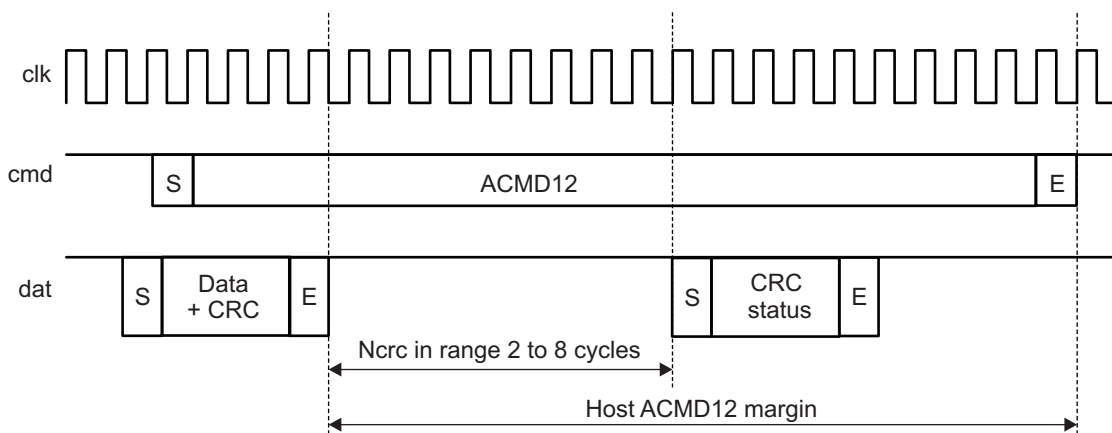 clk
cmd
S
ACMD12
E
dat
S
Data
+ CRC
E
S
CRC
status
E
Ncrc in range 2 to 8 cycles
Host ACMD12 margin